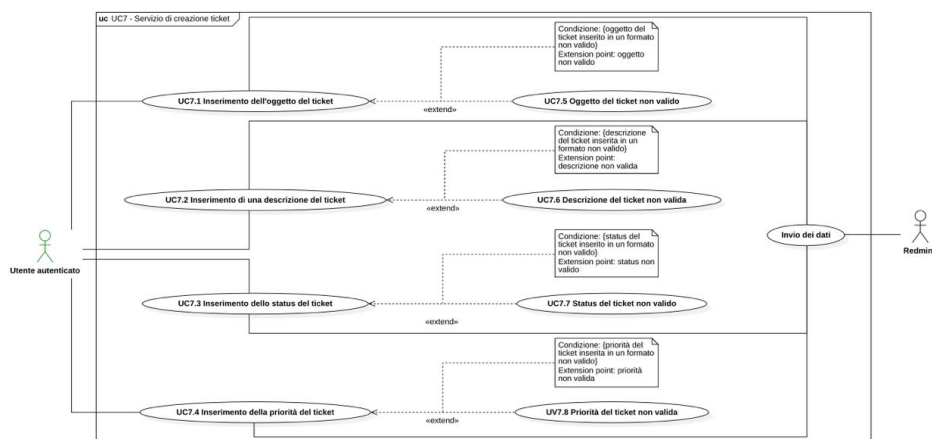 uc UC7 - Servizio di creazione ticket
Condizione: {oggetto del
ticket inserito in un formato
non valido}
Extension point: oggetto
non valido
UC7.1 Inserimento dell'oggetto del ticket
«extend»
UC7.5 Oggetto del ticket non valido
Condizione: {descrizione
del ticket inserita in un
formato non valido}
Extension point:
descrizione non valida
UC7.2 Inserimento di una descrizione del ticket
«extend»
UC7.6 Descrizione del ticket non valida
Invio dei dati
Utente autenticato
Redmin
Condizione: {status del
ticket inserito in un formato
non valido}
Extension point: status non
valido
UC7.3 Inserimento dello status del ticket
«extend»
UC7.7 Status del ticket non valido
Condizione: {priorità del
ticket inserita in un formato
non valido}
Extension point: priorità
non valida
UC7.4 Inserimento della priorità del ticket
«extend»
UV7.8 Priorità del ticket non valida